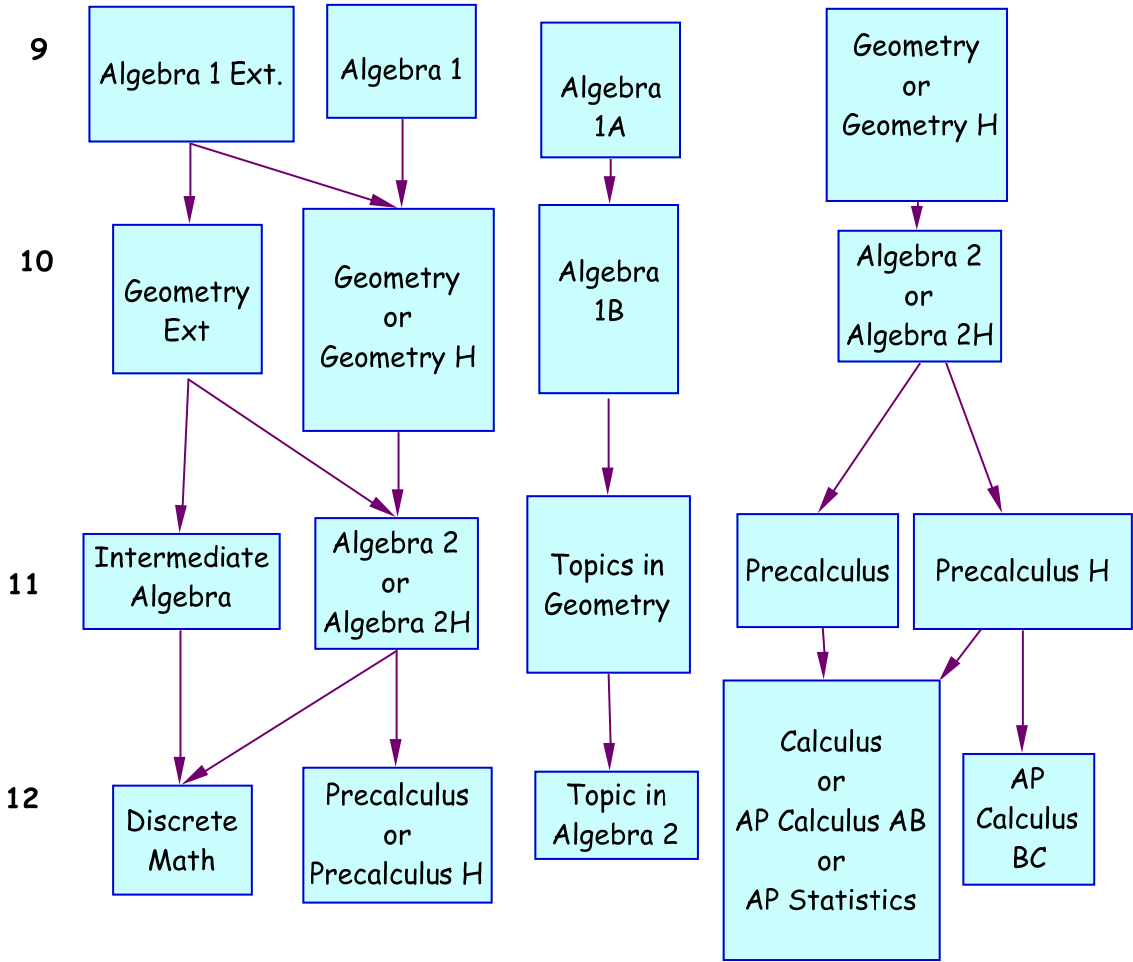 9
Algebra 1 Ext.
Algebra 1
Algebra
1A
Geometry
or
Geometry H
10
Geometry
Ext
Geometry
or
Geometry H
Algebra
1B
Algebra 2
or
Algebra 2H
11
Intermediate
Algebra
Algebra 2
or
Algebra 2H
Topics in
Geometry
Precalculus
Precalculus H
12
Discrete
Math
Precalculus
or
Precalculus H
Topic in
Algebra 2
Calculus
or
AP Calculus AB
or
AP Statistics
AP
Calculus
BC